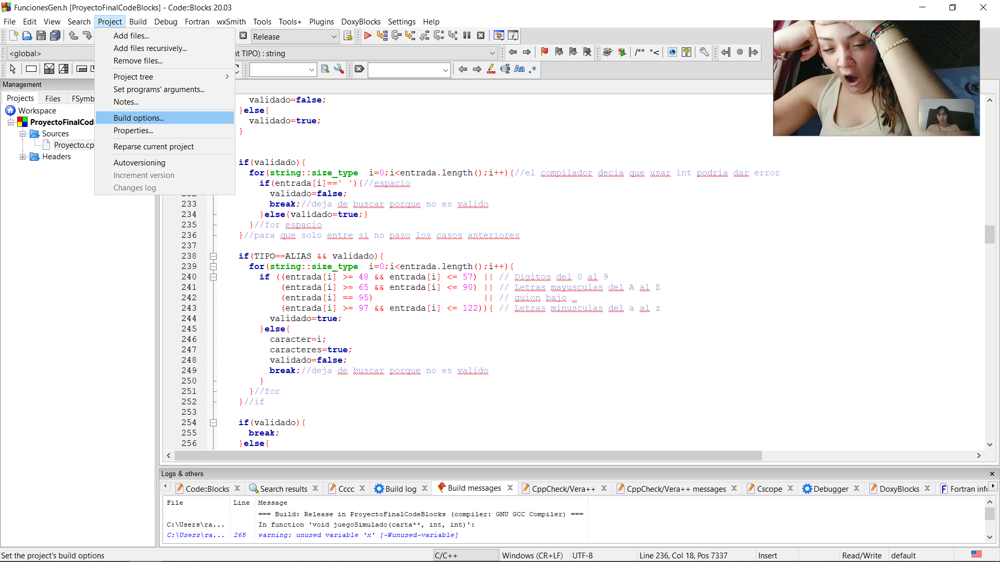 FuncionesGen.h [ProyectoFinalCodeBlocks] - Code::Blocks 20.03
File Edit View Search Project Build Debug Fortran wxSmith Tools Tools+ Plugins DoxyBlocks Settings Help
Release
<global>
nt TIPO) : string
/** *<
Aa .*
Management
Projects Files FSymb
Workspace
ProyectoFinalCod
Sources
Proyecto.cp
Headers
Add files...
Add files recursively...
Remove files...
Project tree
Set programs' arguments...
Notes...
Build options...
Properties...
Reparse current project
Autoversioning
Increment version
Changes log
validado=false;
}else{
validado=true;
}
if(validado){
for(string::size_type i=0;i<entrada.length();i++){//el compilador decia que usar int podria dar error
if(entrada[i]==' '){//espacio
232 validado=false;
233 break;//deja de buscar porque no es valido
234 }else{validado=true;}
235 }//for espacio
236 }//para que solo entre si no paso los casos anteriores
237
238 if(TIPO==ALIAS && validado){
239 for(string::size_type i=0;i<entrada.length();i++){
240 if ((entrada[i] >= 48 && entrada[i] <= 57) || // Digitos del 0 al 9
241 (entrada[i] >= 65 && entrada[i] <= 90) || // Letras mayusculas del A al Z
242 (entrada[i] == 95) || // guion bajo _
243 (entrada[i] >= 97 && entrada[i] <= 122)){ // Letras minusculas del a al z
244 validado=true;
245 }else{
246 caracter=i;
247 caracteres=true;
248 validado=false;
249 break;//deja de buscar porque no es valido
250 }
251 }//for
252 }//if
253
254 if(validado){
255 break;
256 }else{
Logs & others
Code::Blocks Search results Cccc Build log Build messages CppCheck/Vera++ CppCheck/Vera++ messages Cscope Debugger DoxyBlocks Fortran info
File Line Message
=== Build: Release in ProyectoFinalCodeBlocks (compiler: GNU GCC Compiler) ===
C:\Users\ra... In function 'void juegoSimulado(carta**, int, int)':
C:\Users\ra... 265 warning: unused variable 'x' [-Wunused-variable]
Set the project's build options C/C++ Windows (CR+LF) UTF-8 Line 236, Col 18, Pos 7337 Insert Read/Write default